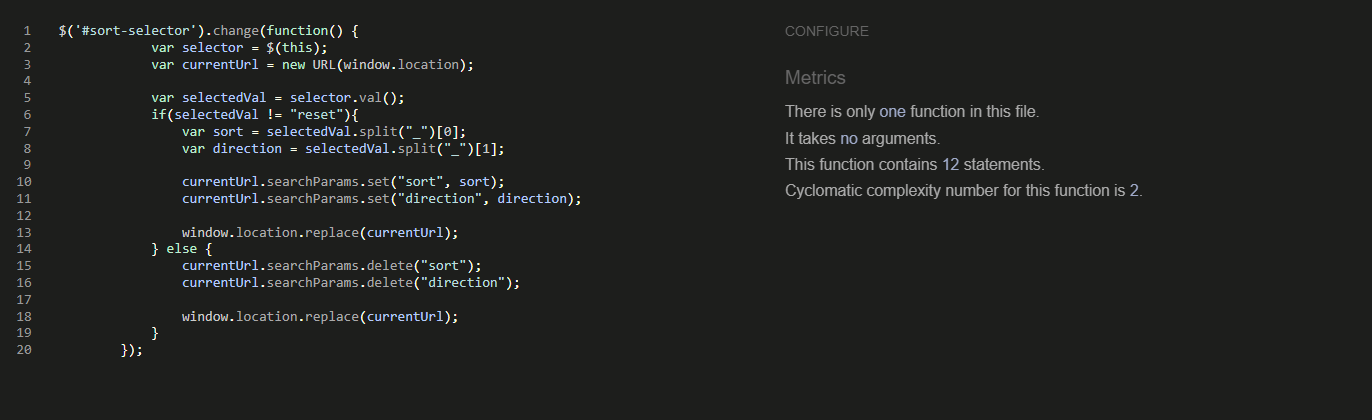 1 $('#sort-selector').change(function() {
2 var selector = $(this);
3 var currentUrl = new URL(window.location);
4
5 var selectedVal = selector.val();
6 if(selectedVal != "reset"){
7 var sort = selectedVal.split("_")[0];
8 var direction = selectedVal.split("_")[1];
9
10 currentUrl.searchParams.set("sort", sort);
11 currentUrl.searchParams.set("direction", direction);
12
13 window.location.replace(currentUrl);
14 } else {
15 currentUrl.searchParams.delete("sort");
16 currentUrl.searchParams.delete("direction");
17
18 window.location.replace(currentUrl);
19 }
20 });
CONFIGURE
Metrics
There is only one function in this file.
It takes no arguments.
This function contains 12 statements.
Cyclomatic complexity number for this function is 2.